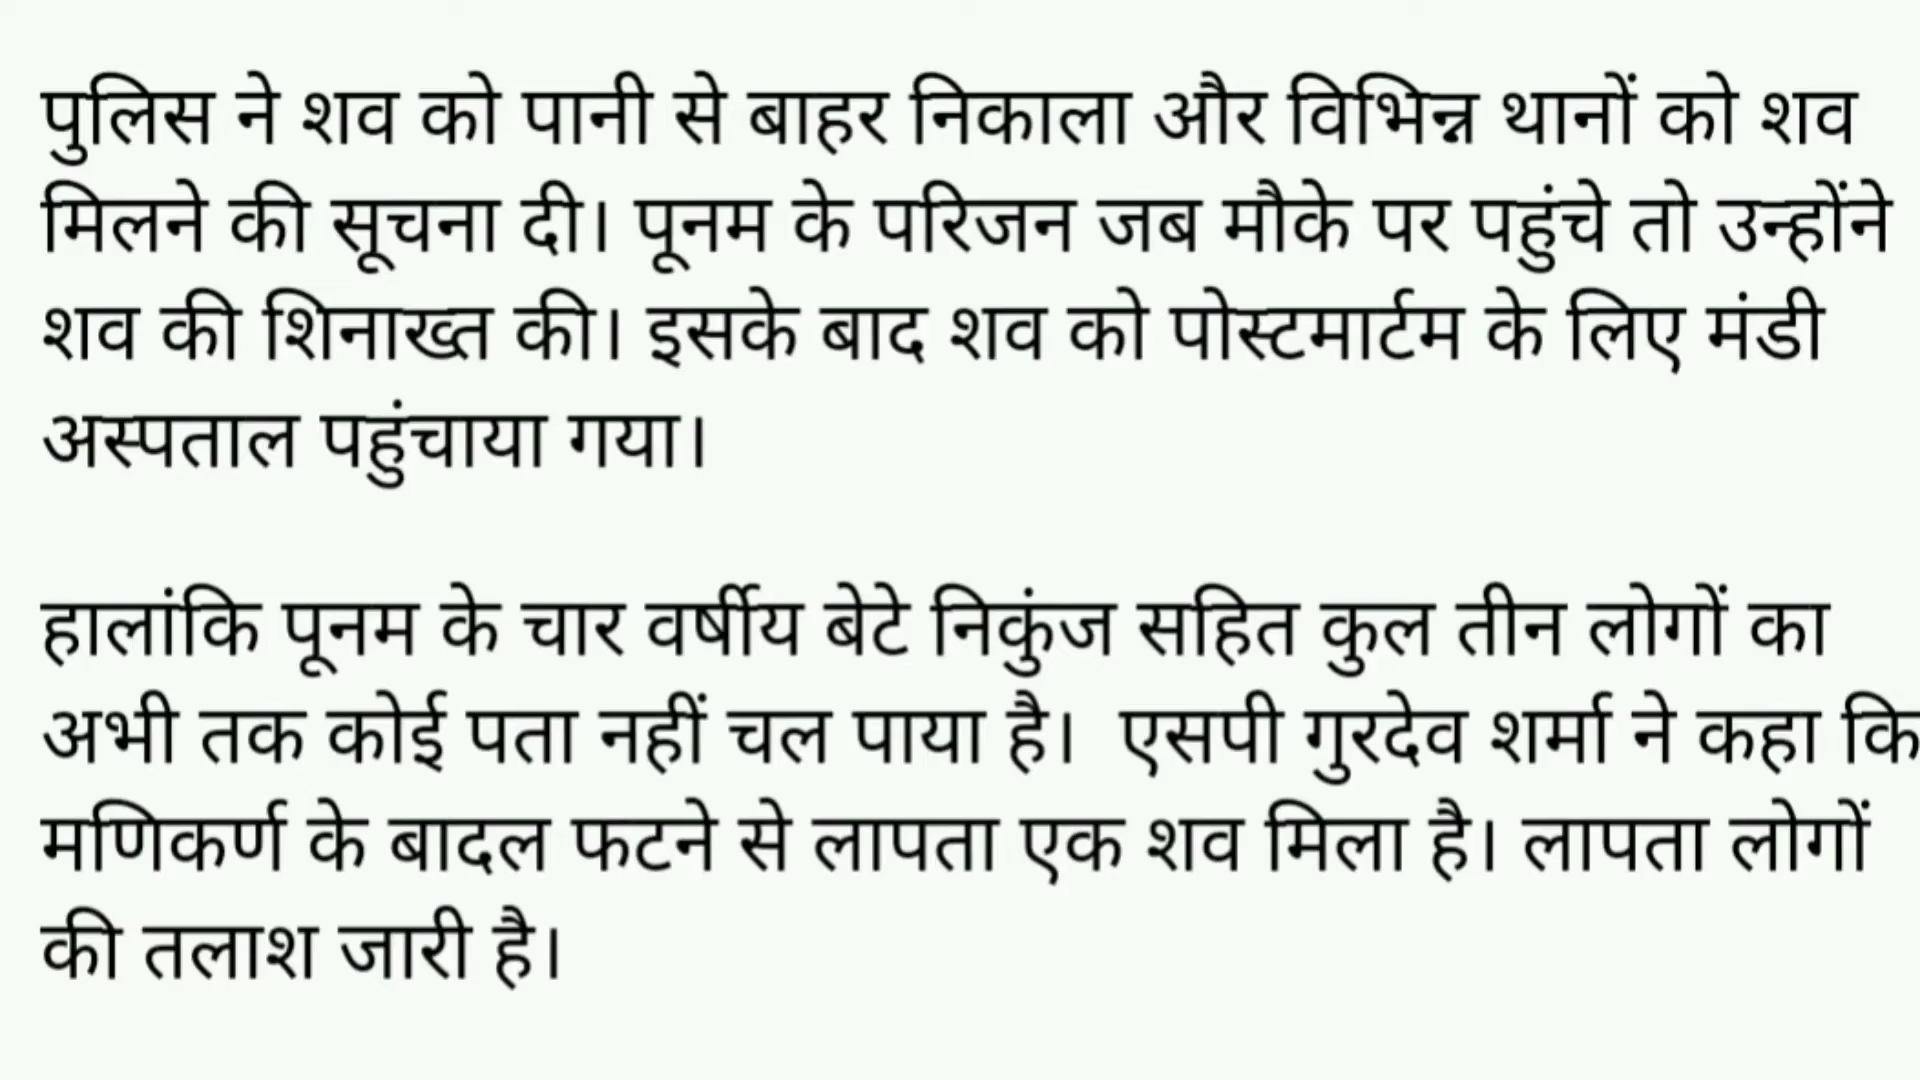 पुलिस ने शव को पानी से बाहर निकाला और विभिन्न थानों को शव
मिलने की सूचना दी। पूनम के परिजन जब मौके पर पहुंचे तो उन्होंने
शव की शिनाख्त की। इसके बाद शव को पोस्टमार्टम के लिए मंडी
अस्पताल पहुंचाया गया।
हालांकि पूनम के चार वर्षीय बेटे निकुंज सहित कुल तीन लोगों का
अभी तक कोई पता नहीं चल पाया है।  एसपी गुरदेव शर्मा ने कहा कि
मणिकर्ण के बादल फटने से लापता एक शव मिला है। लापता लोगों
की तलाश जारी है।